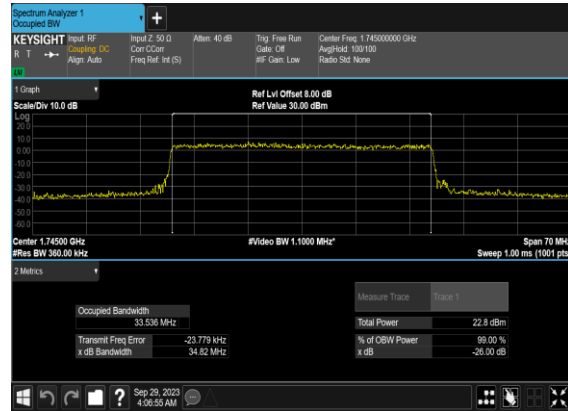 Spectrum Analyzer 1
Occupied BW
+
KEYSIGHT Input: RF Input Z: 50 Ω Atten: 40 dB Trig: Free Run Center Freq: 1.745000000 GHz
R T Coupling: DC Corr CCorr Gate: Off Avg|Hold: 100/100
Align: Auto Freq Ref: Int (S) #IF Gain: Low Radio Std: None
LW
1 Graph Ref Lvl Offset 8.00 dB
Scale/Div 10.0 dB Ref Value 30.00 dBm
Log
20.0
10.0
0.00
-10.0
-20.0
-30.0
-40.0
-50.0
-60.0
Center 1.74500 GHz #Video BW 1.1000 MHz* Span 70 MHz
#Res BW 360.00 kHz Sweep 1.00 ms (1001 pts
2 Metrics
Measure Trace Trace 1
Occupied Bandwidth
33.536 MHz Total Power 22.8 dBm
Transmit Freq Error -23.779 kHz % of OBW Power 99.00 %
x dB Bandwidth 34.82 MHz x dB -26.00 dB
? Sep 29, 2023
4:06:55 AM